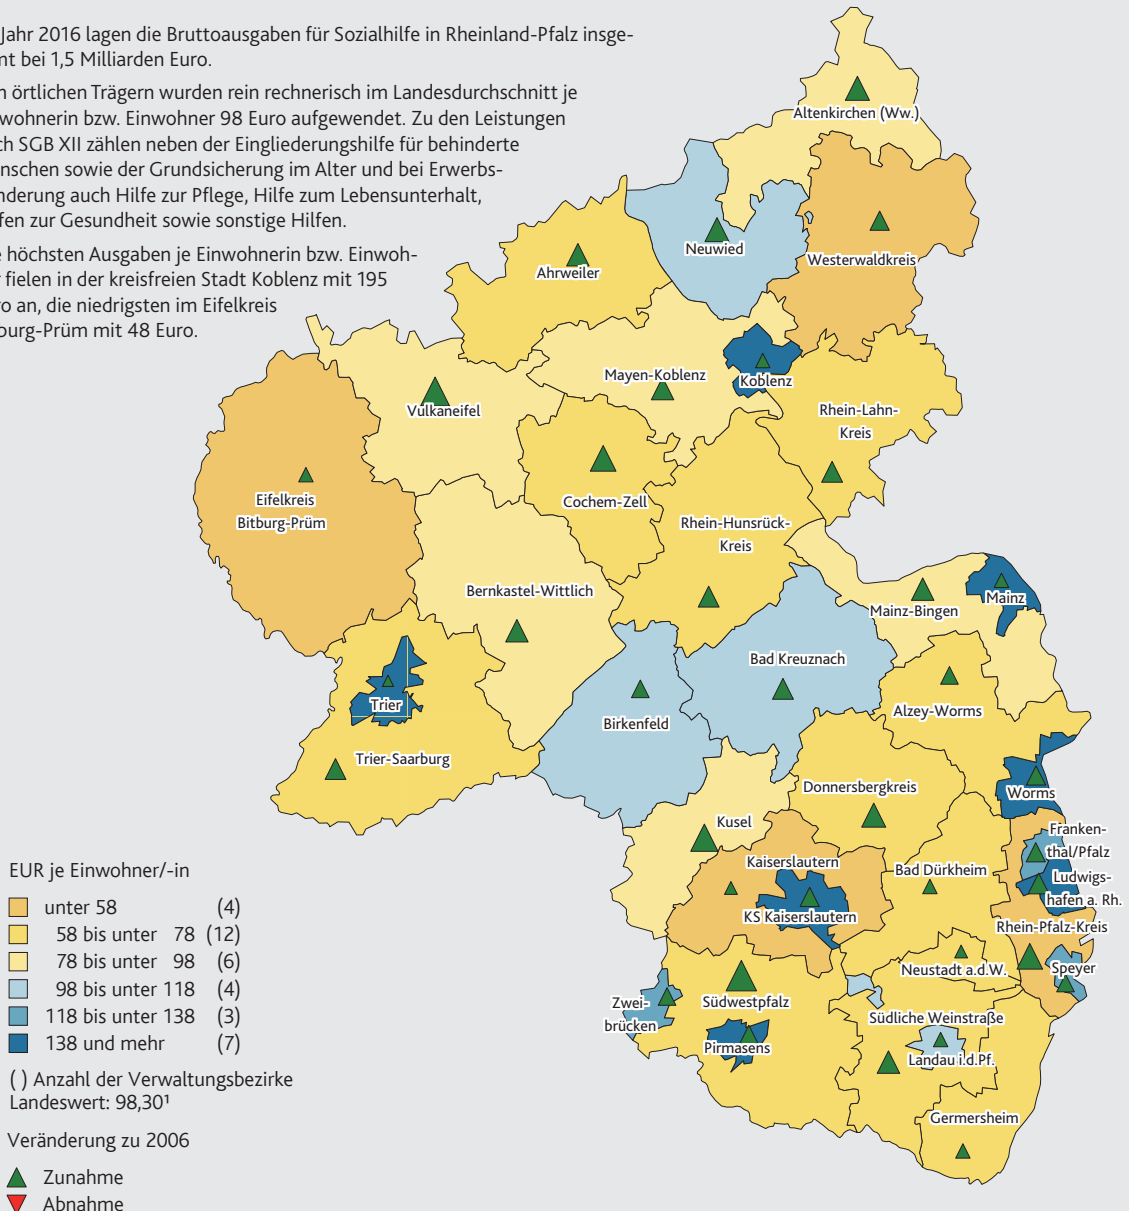 Jahr 2016 lagen die Bruttoausgaben für Sozialhilfe in Rheinland-Pfalz insge-
nt bei 1,5 Milliarden Euro.
n örtlichen Trägern wurden rein rechnerisch im Landesdurchschnitt je
wohnerin bzw. Einwohner 98 Euro aufgewendet. Zu den Leistungen
ch SGB XII zählen neben der Eingliederungshilfe für behinderte
nschen sowie der Grundsicherung im Alter und bei Erwerbs-
nderung auch Hilfe zur Pflege, Hilfe zum Lebensunterhalt,
fen zur Gesundheit sowie sonstige Hilfen.
e höchsten Ausgaben je Einwohnerin bzw. Einwoh-
r fielen in der kreisfreien Stadt Koblenz mit 195
ro an, die niedrigsten im Eifelkreis
burg-Prüm mit 48 Euro.
Altenkirchen (Ww.)
Neuwied
Westerwaldkreis
Ahrweiler
Mayen-Koblenz
Koblenz
Vulkaneifel
Rhein-Lahn-
Kreis
Eifelkreis
Bitburg-Prüm
Cochem-Zell
Rhein-Hunsrück-
Kreis
Bernkastel-Wittlich
Mainz-Bingen
Mainz
Bad Kreuznach
Trier
Birkenfeld
Alzey-Worms
Trier-Saarburg
Donnersbergkreis
Worms
Kusel
Franken-
thal/Pfalz
Kaiserslautern
Bad Dürkheim
Ludwigs-
hafen a. Rh.
KS Kaiserslautern
Rhein-Pfalz-Kreis
Neustadt a.d.W.
Speyer
Zwei-
brücken
Südwestpfalz
Südliche Weinstraße
Pirmasens
Landau i.d.Pf.
Germersheim
EUR je Einwohner/-in
unter 58 (4)
58 bis unter 78 (12)
78 bis unter 98 (6)
98 bis unter 118 (4)
118 bis unter 138 (3)
138 und mehr (7)
( ) Anzahl der Verwaltungsbezirke
Landeswert: 98,30¹
Veränderung zu 2006
Zunahme
Abnahme